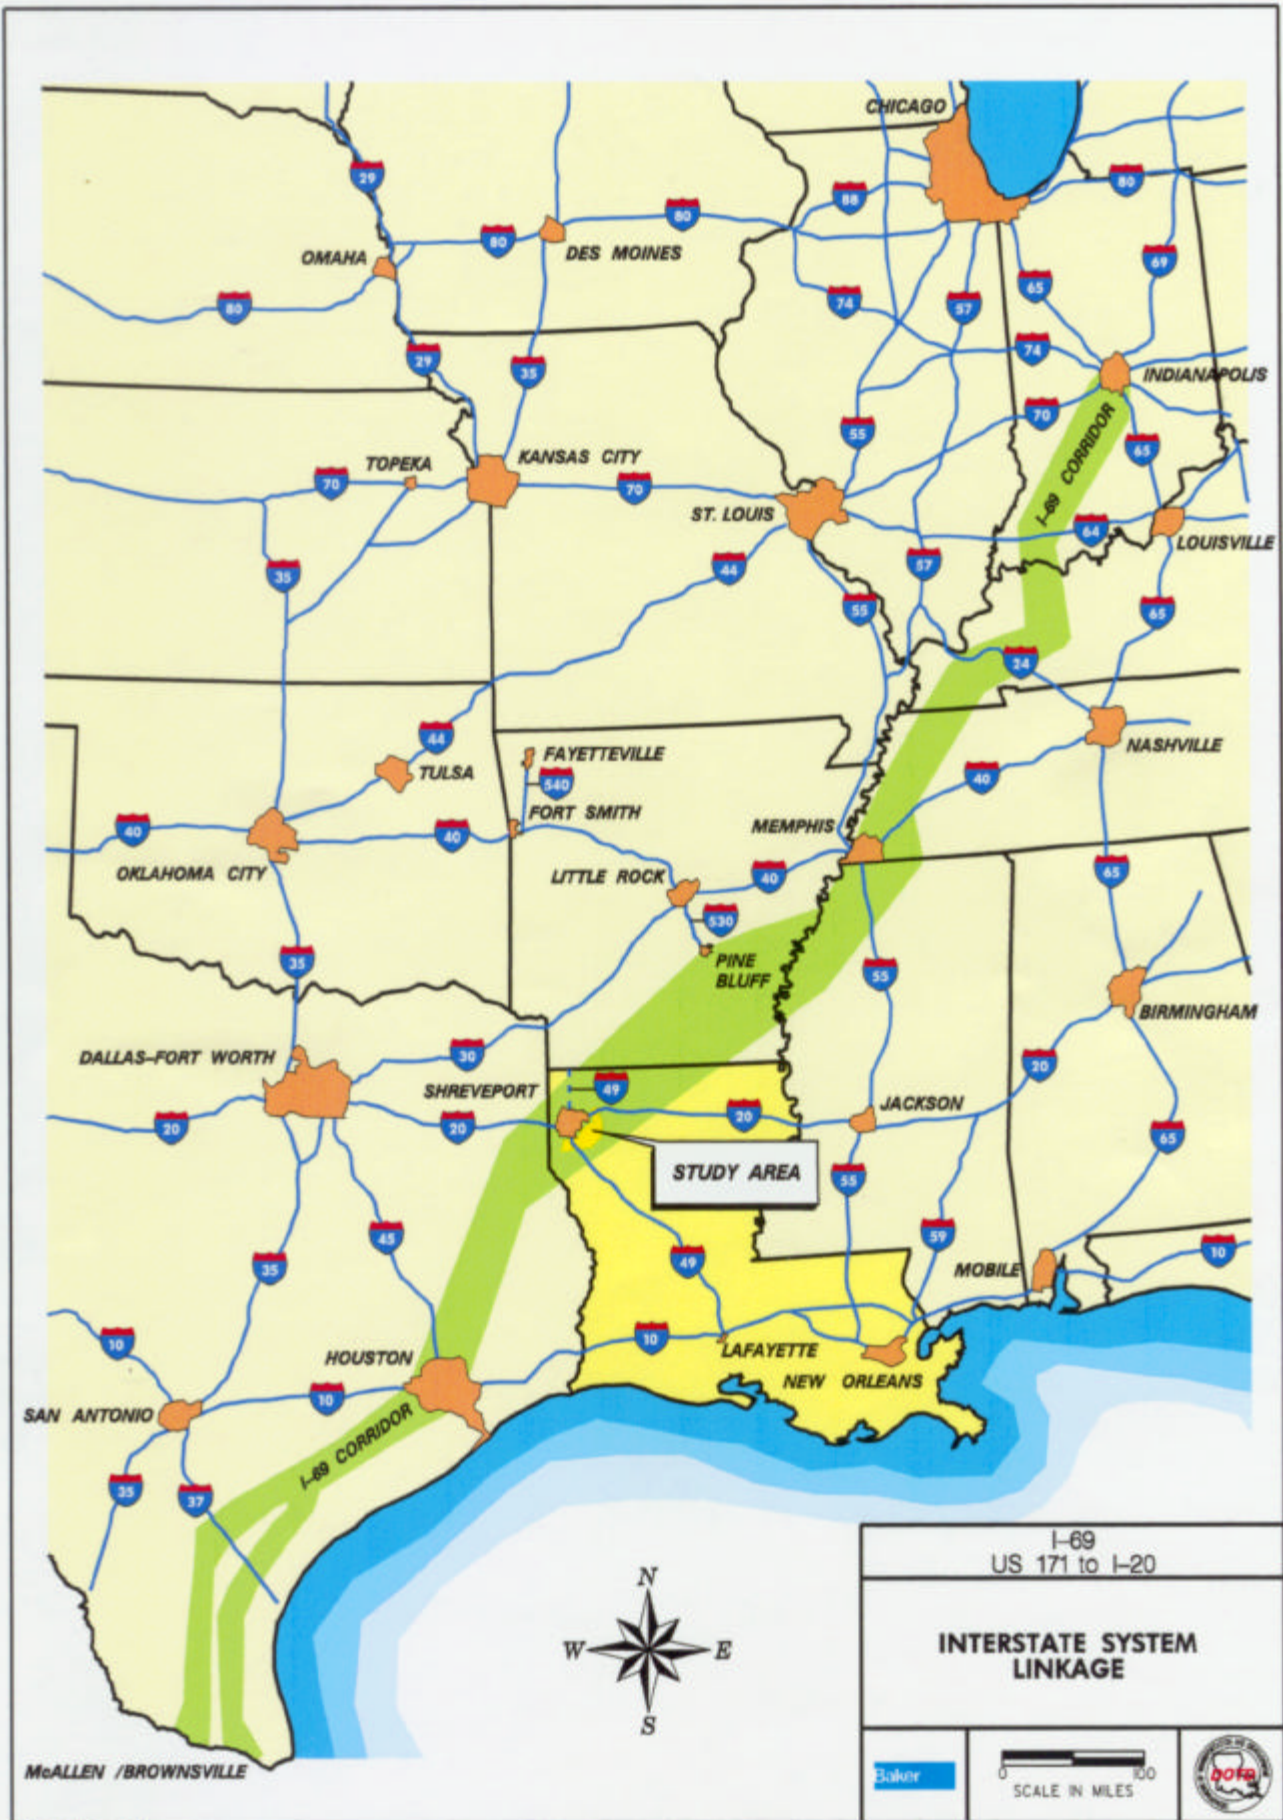 CHICAGO
29
88
80
80
80
OMAHA
DES MOINES
69
80
74
57
65
29
35
74
INDIANAPOLIS
70
I-69 CORRIDOR
55
65
TOPEKA
KANSAS CITY
70
70
ST. LOUIS
64
LOUISVILLE
35
44
57
55
65
24
44
TULSA
FAYETTEVILLE
540
NASHVILLE
40
FORT SMITH
40
40
MEMPHIS
OKLAHOMA CITY
LITTLE ROCK
40
65
530
35
PINE
BLUFF
55
BIRMINGHAM
DALLAS-FORT WORTH
30
20
SHREVEPORT
49
20
20
20
JACKSON
65
STUDY AREA
55
45
35
49
59
MOBILE
10
10
10
HOUSTON
LAFAYETTE
NEW ORLEANS
10
SAN ANTONIO
I-69 CORRIDOR
35
37
McALLEN /BROWNSVILLE
N
W
E
S
I-69
US 171 to I-20
INTERSTATE SYSTEM
LINKAGE
Baker
0
100
SCALE IN MILES
DOTD